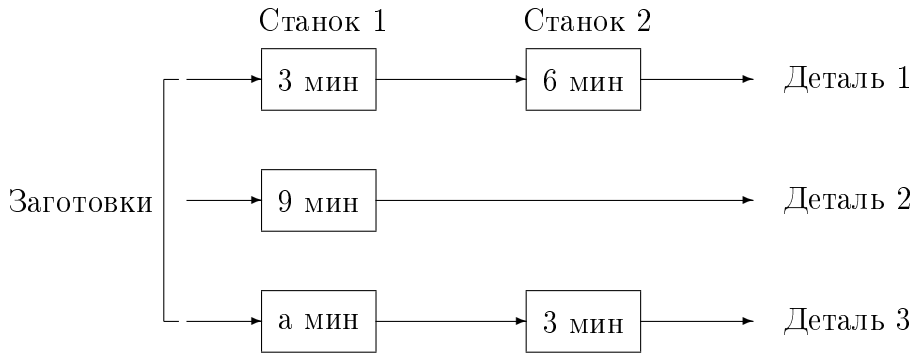 Станок 1 Станок 2
3 мин 6 мин Деталь 1
Заготовки 9 мин Деталь 2
а мин 3 мин Деталь 3